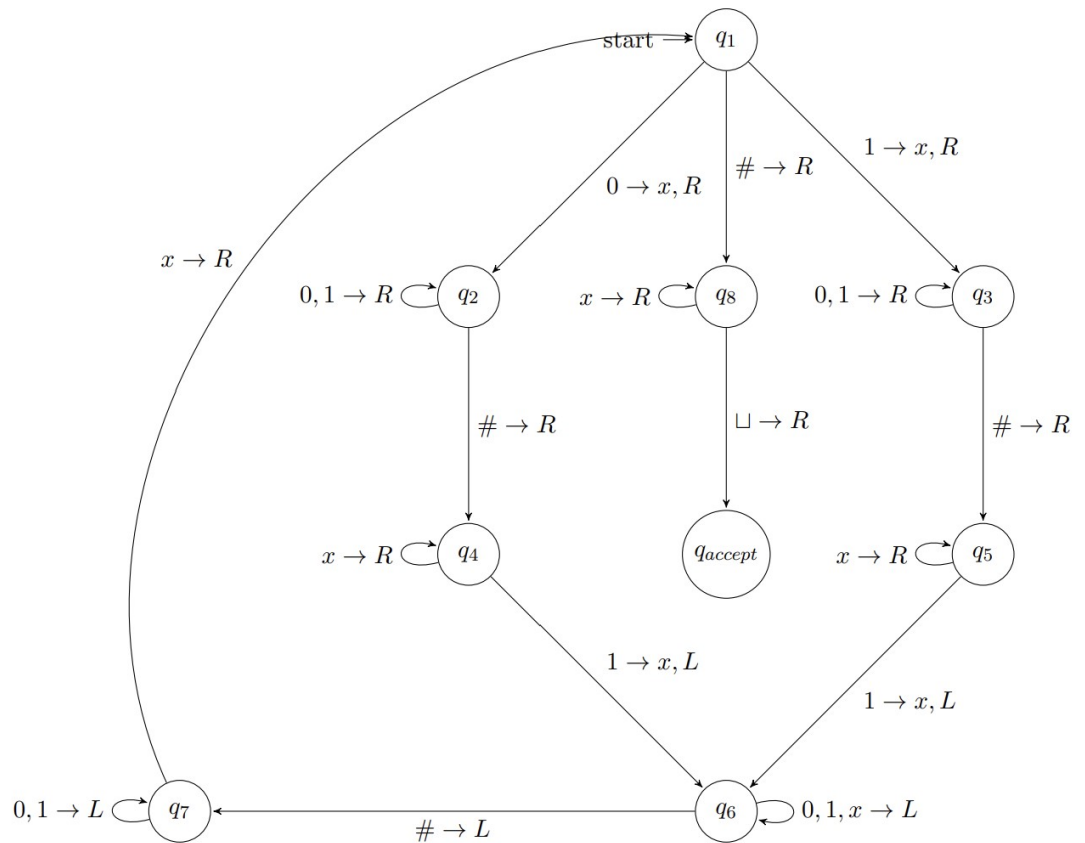 start
q1
1 → x, R
0 → x, R
# → R
x → R
0, 1 → R
q2
x → R
q8
0, 1 → R
q3
# → R
⊔ → R
# → R
x → R
q4
qaccept
x → R
q5
1 → x, L
1 → x, L
0, 1 → L
q7
# → L
q6
0, 1, x → L